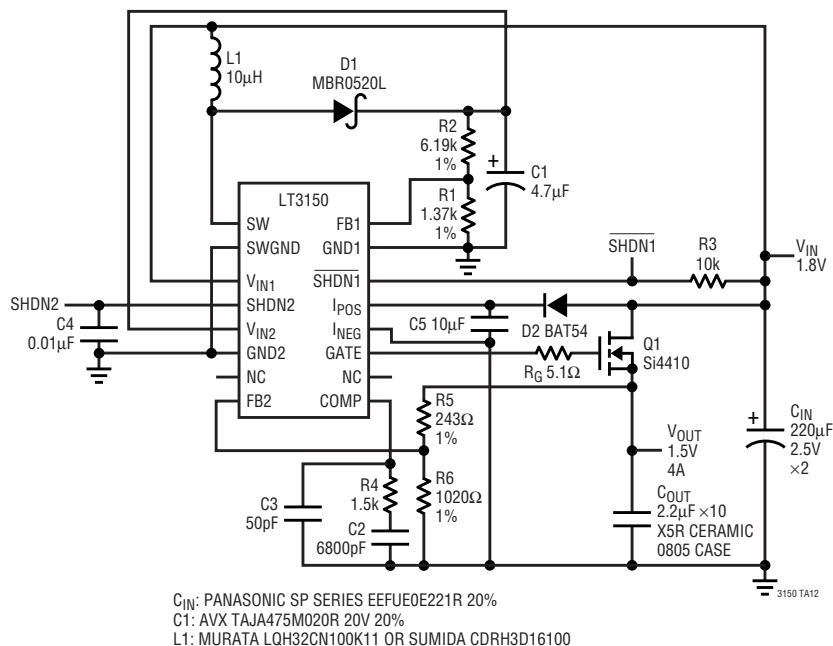 L1
10µH
D1
MBR0520L
R2
6.19k
1%
+
C1
4.7µF
LT3150
R1
1.37k
1%
SW
FB1
SWGND
GND1
SHDN1
R3
10k
VIN
1.8V
VIN1
SHDN1
SHDN2
SHDN2
IPOS
C4
0.01µF
VIN2
INEG
C5 10µF
D2 BAT54
Q1
Si4410
GND2
GATE
RG 5.1Ω
NC
NC
FB2
COMP
R5
243Ω
1%
VOUT
1.5V
4A
+
CIN
220µF
2.5V
×2
R4
1.5k
R6
1020Ω
1%
C3
50pF
C2
6800pF
COUT
2.2µF ×10
X5R CERAMIC
0805 CASE
3150 TA12
CIN: PANASONIC SP SERIES EEFUE0E221R 20%
C1: AVX TAJA475M020R 20V 20%
L1: MURATA LQH32CN100K11 OR SUMIDA CDRH3D16100